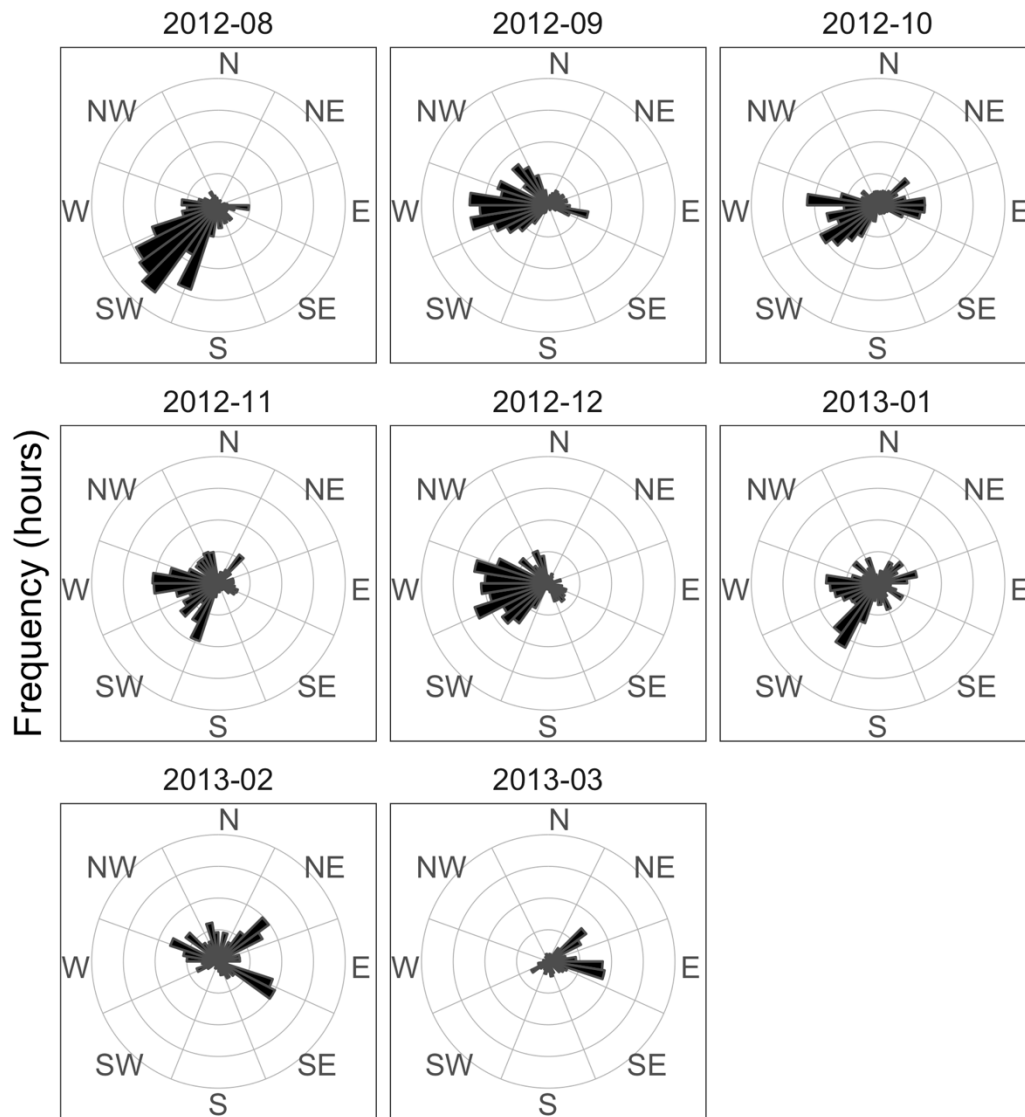 2012-08
N
NW
NE
W
E
SW
SE
S
2012-09
N
NW
NE
W
E
SW
SE
S
2012-10
N
NW
NE
W
E
SW
SE
S
Frequency (hours)
2012-11
N
NW
NE
W
E
SW
SE
S
2012-12
N
NW
NE
W
E
SW
SE
S
2013-01
N
NW
NE
W
E
SW
SE
S
2013-02
N
NW
NE
W
E
SW
SE
S
2013-03
N
NW
NE
W
E
SW
SE
S